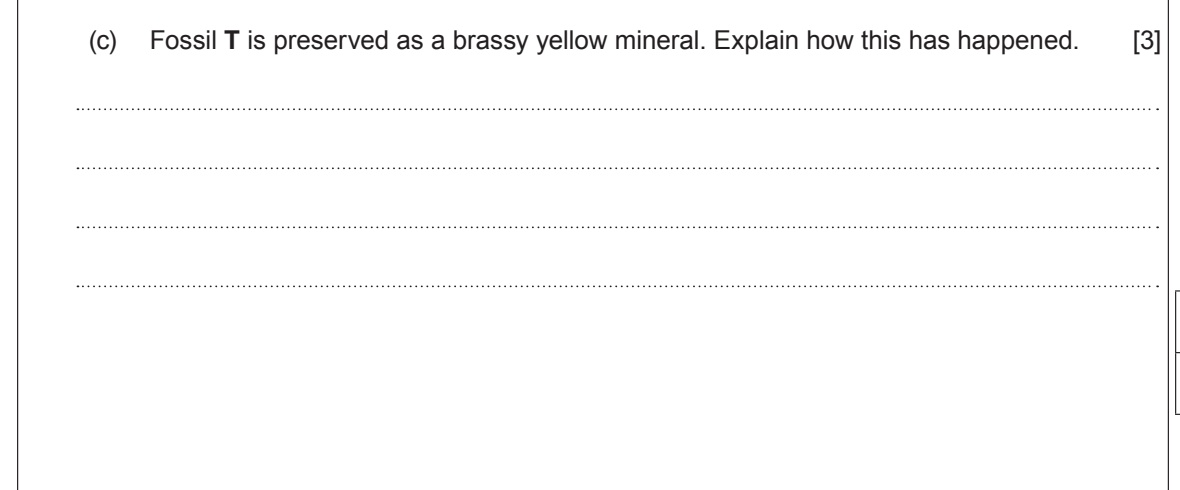 (c) Fossil T is preserved as a brassy yellow mineral. Explain how this has happened. [3]